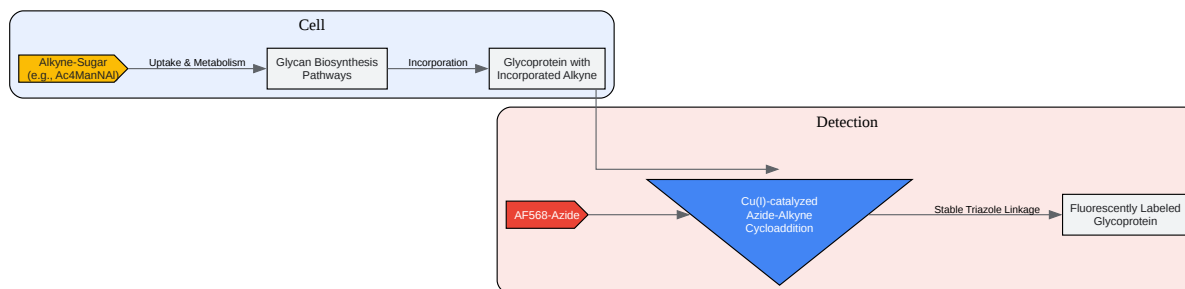 Cell
Alkyne-Sugar
(e.g., Ac4ManNAl)
Uptake & Metabolism
Glycan Biosynthesis
Pathways
Incorporation
Glycoprotein with
Incorporated Alkyne
Detection
AF568-Azide
Cu(I)-catalyzed
Azide-Alkyne
Cycloaddition
Stable Triazole Linkage
Fluorescently Labeled
Glycoprotein